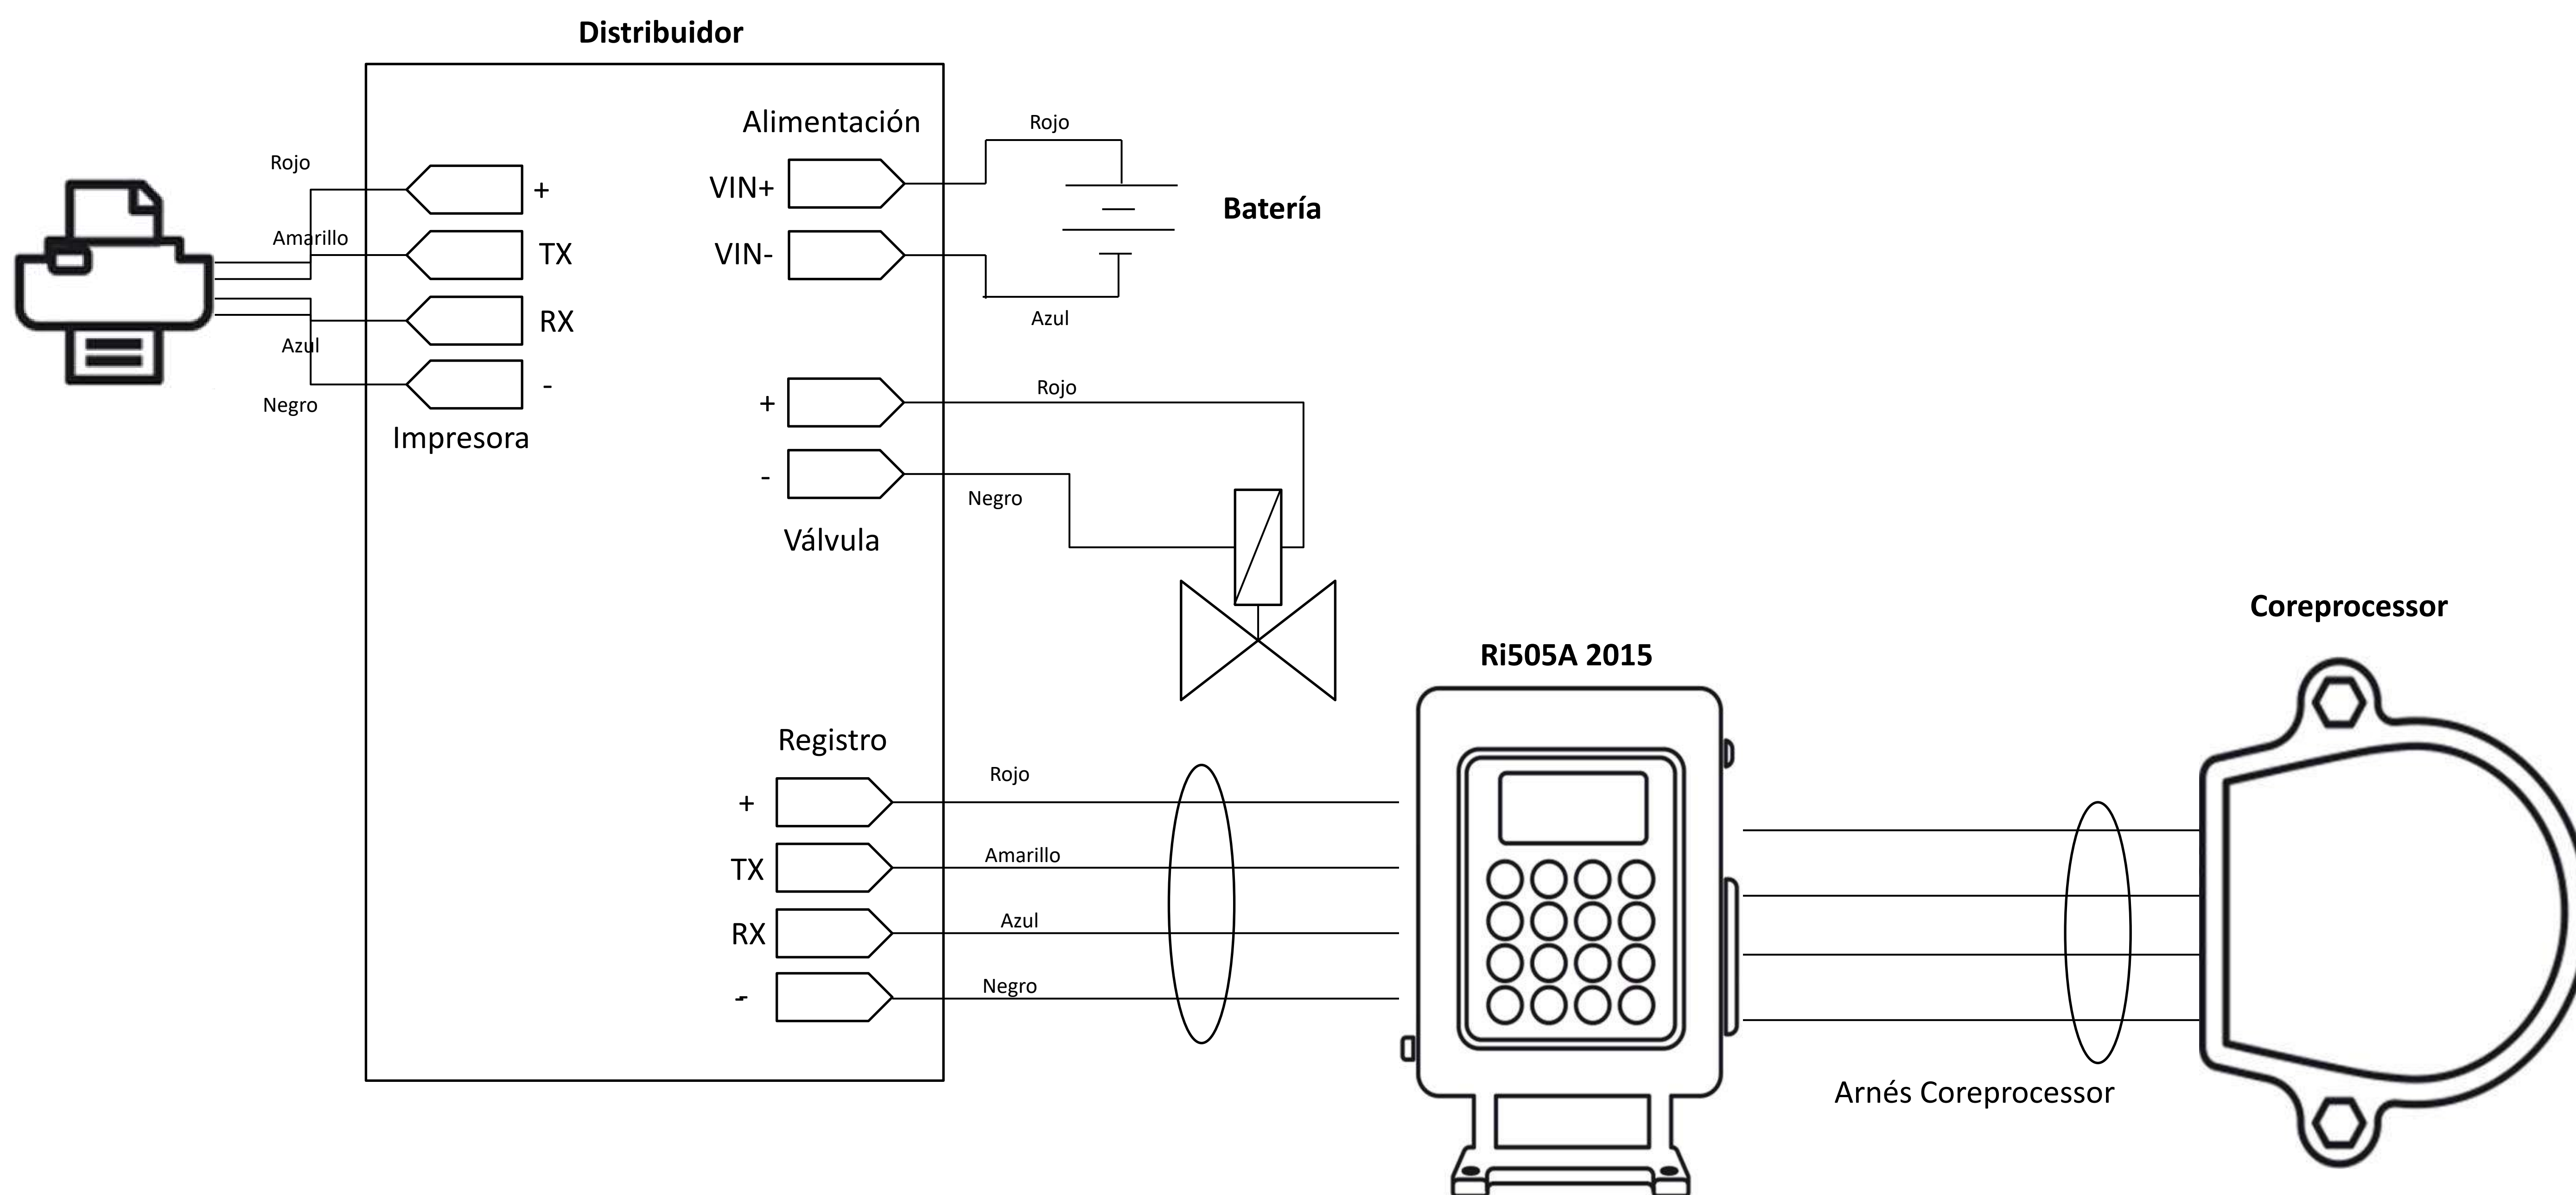 Distribuidor
Alimentación
Rojo
Rojo
+
VIN+
Batería
Amarillo
TX
VIN-
RX
Azul
Azul
-
Negro
Impresora
+
Rojo
-
Negro
Válvula
Coreprocessor
Ri505A 2015
Registro
Rojo
+
Amarillo
TX
Azul
RX
Negro
-
Arnés Coreprocessor